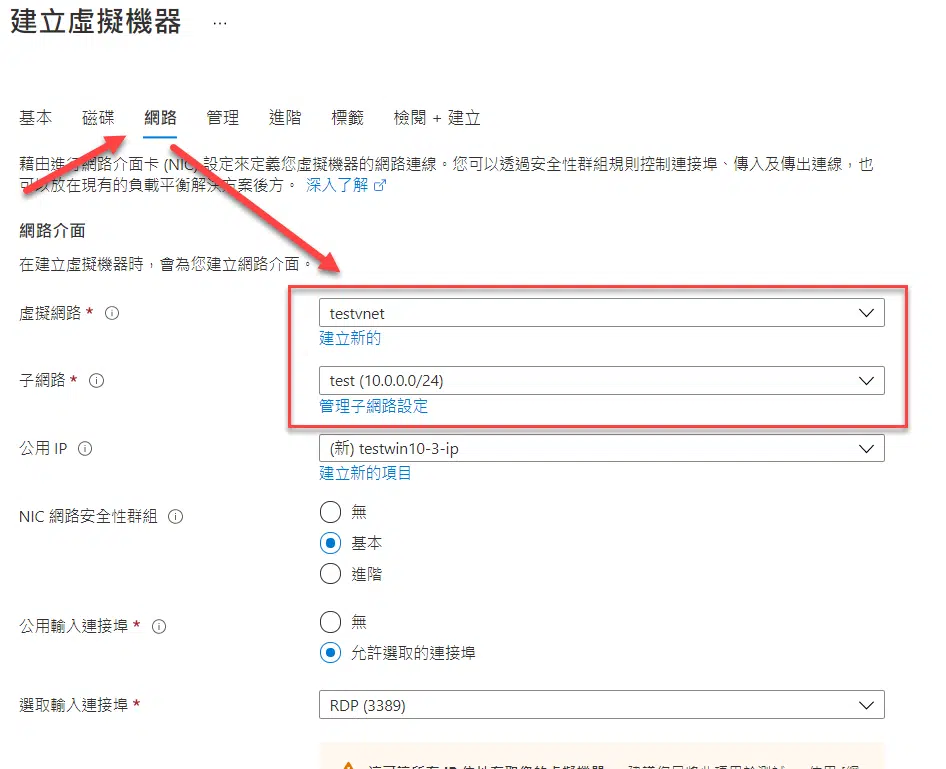 建立虛擬機器 ...
基本 磁碟 網路 管理 進階 標籤 檢閱 + 建立
藉由進行網路介面卡 (NIC) 設定來定義您虛擬機器的網路連線。您可以透過安全性群組規則控制連接埠、傳入及傳出連線，也
可以放在現有的負載平衡解決方案後方。 深入了解
網路介面
在建立虛擬機器時，會為您建立網路介面。
虛擬網路 * testvnet
建立新的
子網路 * test (10.0.0.0/24)
管理子網路設定
公用 IP (新) testwin10-3-ip
建立新的項目
NIC 網路安全性群組 無
基本
進階
公用輸入連接埠 * 無
允許選取的連接埠
選取輸入連接埠 * RDP (3389)